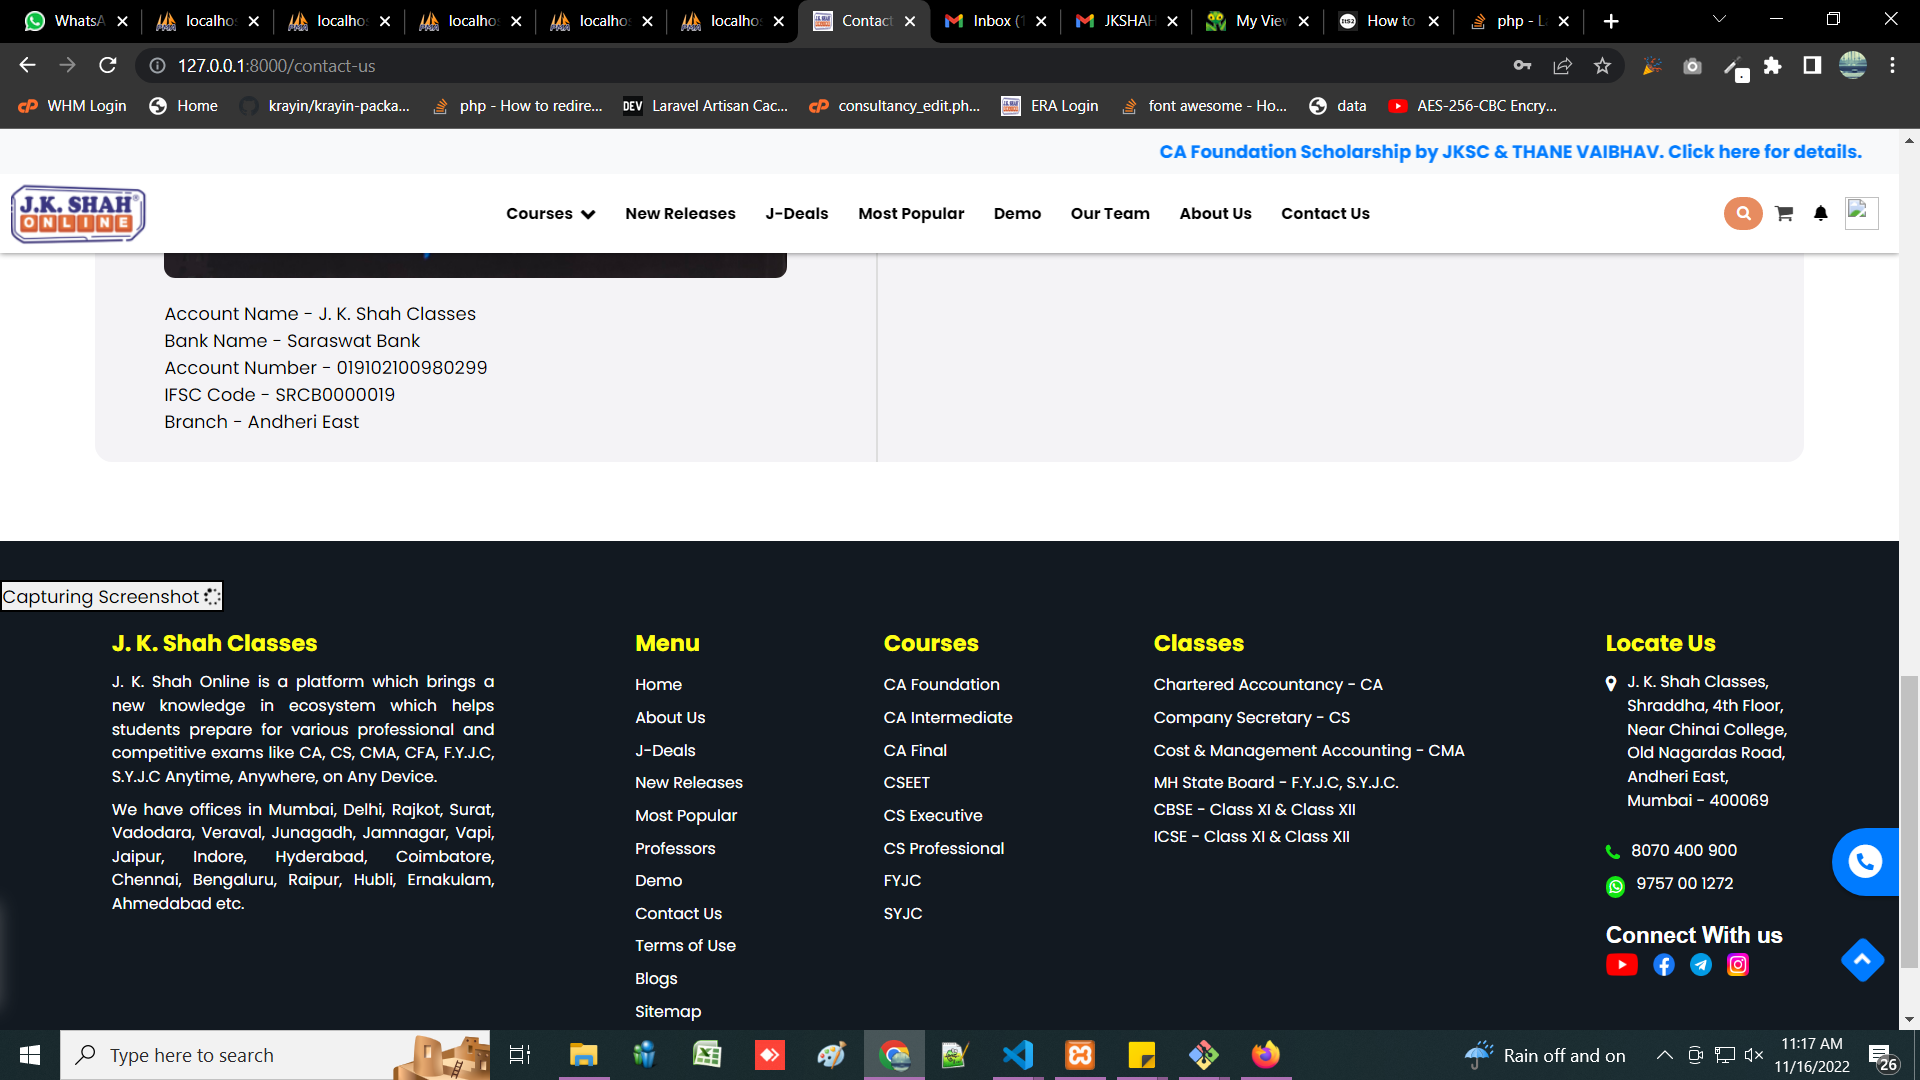 WhatsA
localhos
localhos
localhos
localhos
localhos
Contact
Inbox (1
JKSHAH
My View
How to
php - La
127.0.0.1:8000/contact-us
WHM Login
Home
krayin/krayin-packa...
php - How to redire...
DEV
Laravel Artisan Cac...
consultancy_edit.ph...
ERA Login
font awesome - Ho...
data
AES-256-CBC Encry...
CA Foundation Scholarship by JKSC & THANE VAIBHAV. Click here for details.
J.K. SHAH®
ONLINE
Courses
New Releases
J-Deals
Most Popular
Demo
Our Team
About Us
Contact Us
Account Name - J. K. Shah Classes
Bank Name - Saraswat Bank
Account Number - 019102100980299
IFSC Code - SRCB0000019
Branch - Andheri East
Capturing Screenshot
J. K. Shah Classes
J. K. Shah Online is a platform which brings a
new knowledge in ecosystem which helps
students prepare for various professional and
competitive exams like CA, CS, CMA, CFA, F.Y.J.C,
S.Y.J.C Anytime, Anywhere, on Any Device.
We have offices in Mumbai, Delhi, Rajkot, Surat,
Vadodara, Veraval, Junagadh, Jamnagar, Vapi,
Jaipur, Indore, Hyderabad, Coimbatore,
Chennai, Bengaluru, Raipur, Hubli, Ernakulam,
Ahmedabad etc.
Menu
Home
About Us
J-Deals
New Releases
Most Popular
Professors
Demo
Contact Us
Terms of Use
Blogs
Sitemap
Courses
CA Foundation
CA Intermediate
CA Final
CSEET
CS Executive
CS Professional
FYJC
SYJC
Classes
Chartered Accountancy - CA
Company Secretary - CS
Cost & Management Accounting - CMA
MH State Board - F.Y.J.C, S.Y.J.C.
CBSE - Class XI & Class XII
ICSE - Class XI & Class XII
Locate Us
J. K. Shah Classes,
Shraddha, 4th Floor,
Near Chinai College,
Old Nagardas Road,
Andheri East,
Mumbai - 400069
8070 400 900
9757 00 1272
Connect With us
Type here to search
Rain off and on
11:17 AM
11/16/2022
26